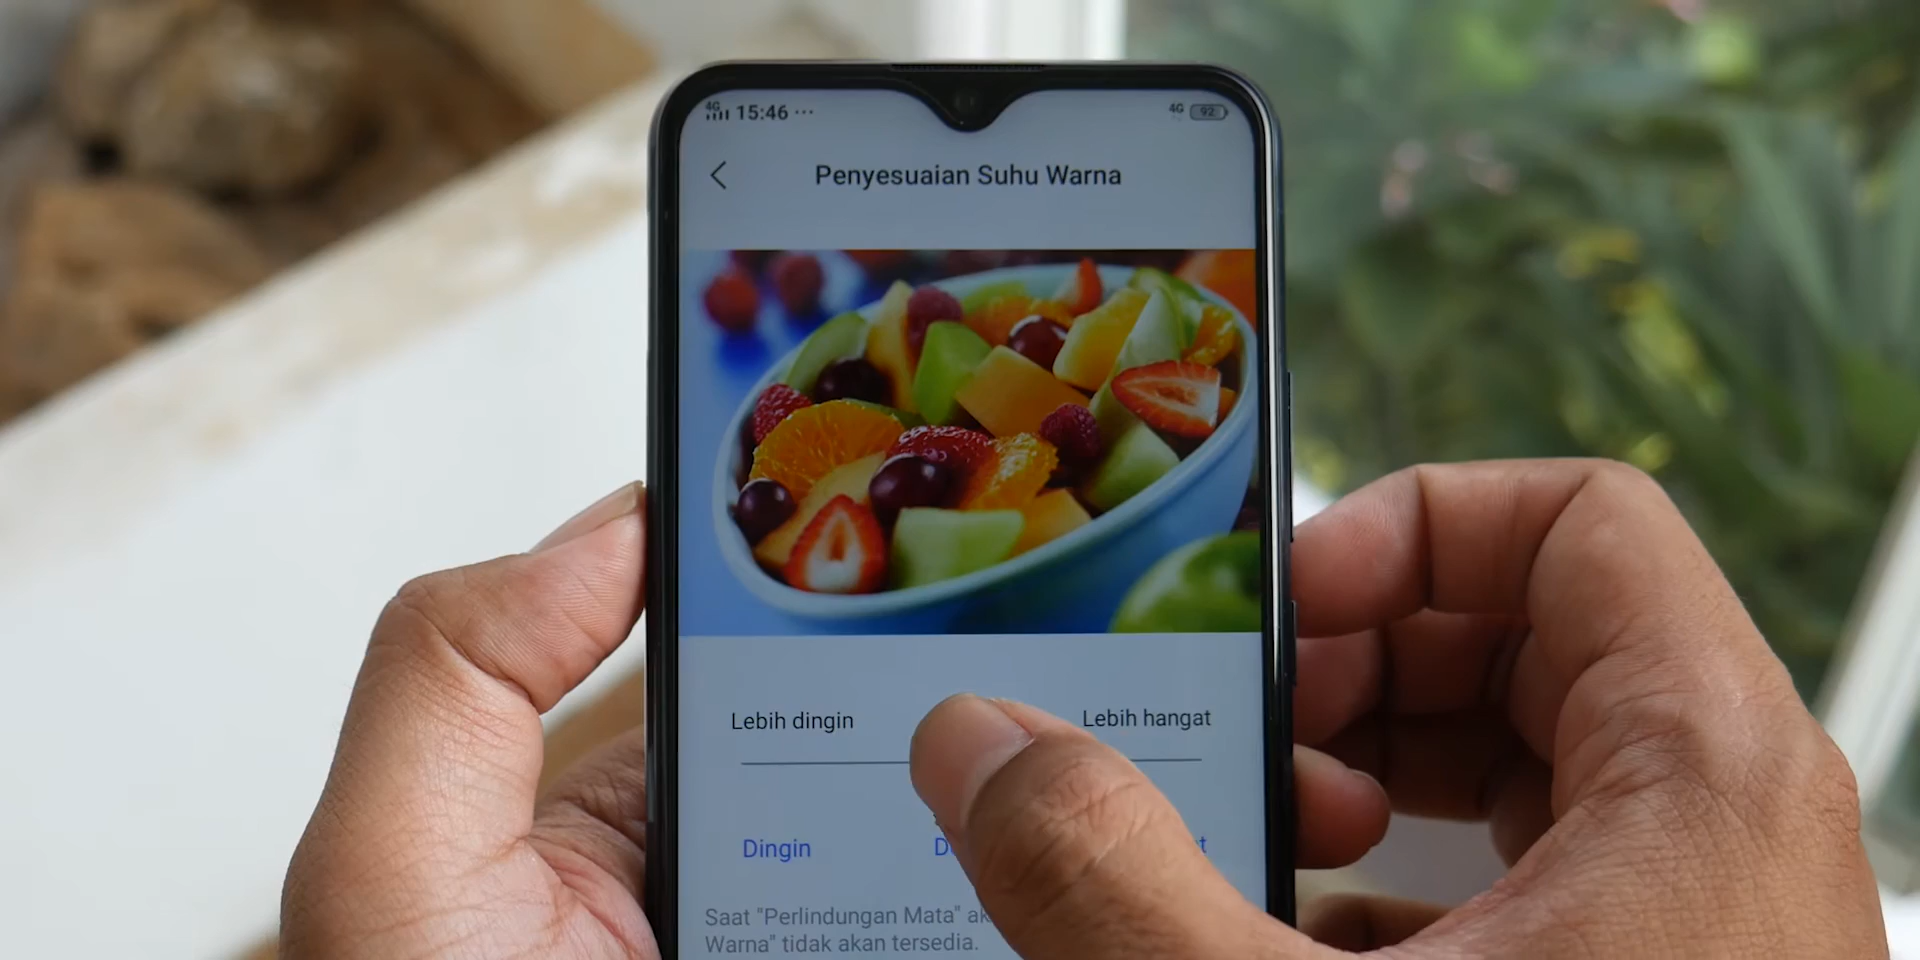 4G 15:46 ... 4G 92
Penyesuaian Suhu Warna
Lebih dingin Lebih hangat
Dingin
Saat "Perlindungan Mata"
Warna" tidak akan tersedia.